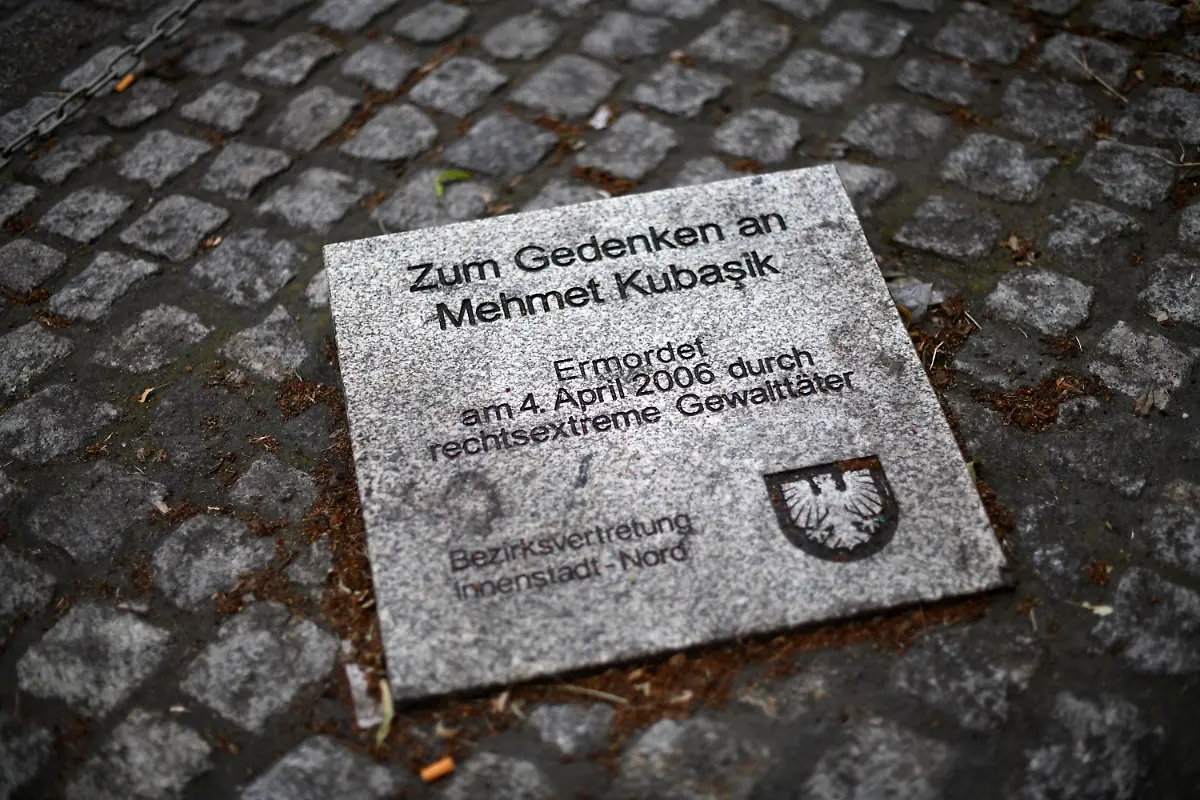 Zum Gedenken an
Mehmet Kubaşik
Ermordet
am 4. April 2006 durch
rechtsextreme Gewalttäter
Bezirksvertretung
Innenstadt - Nord